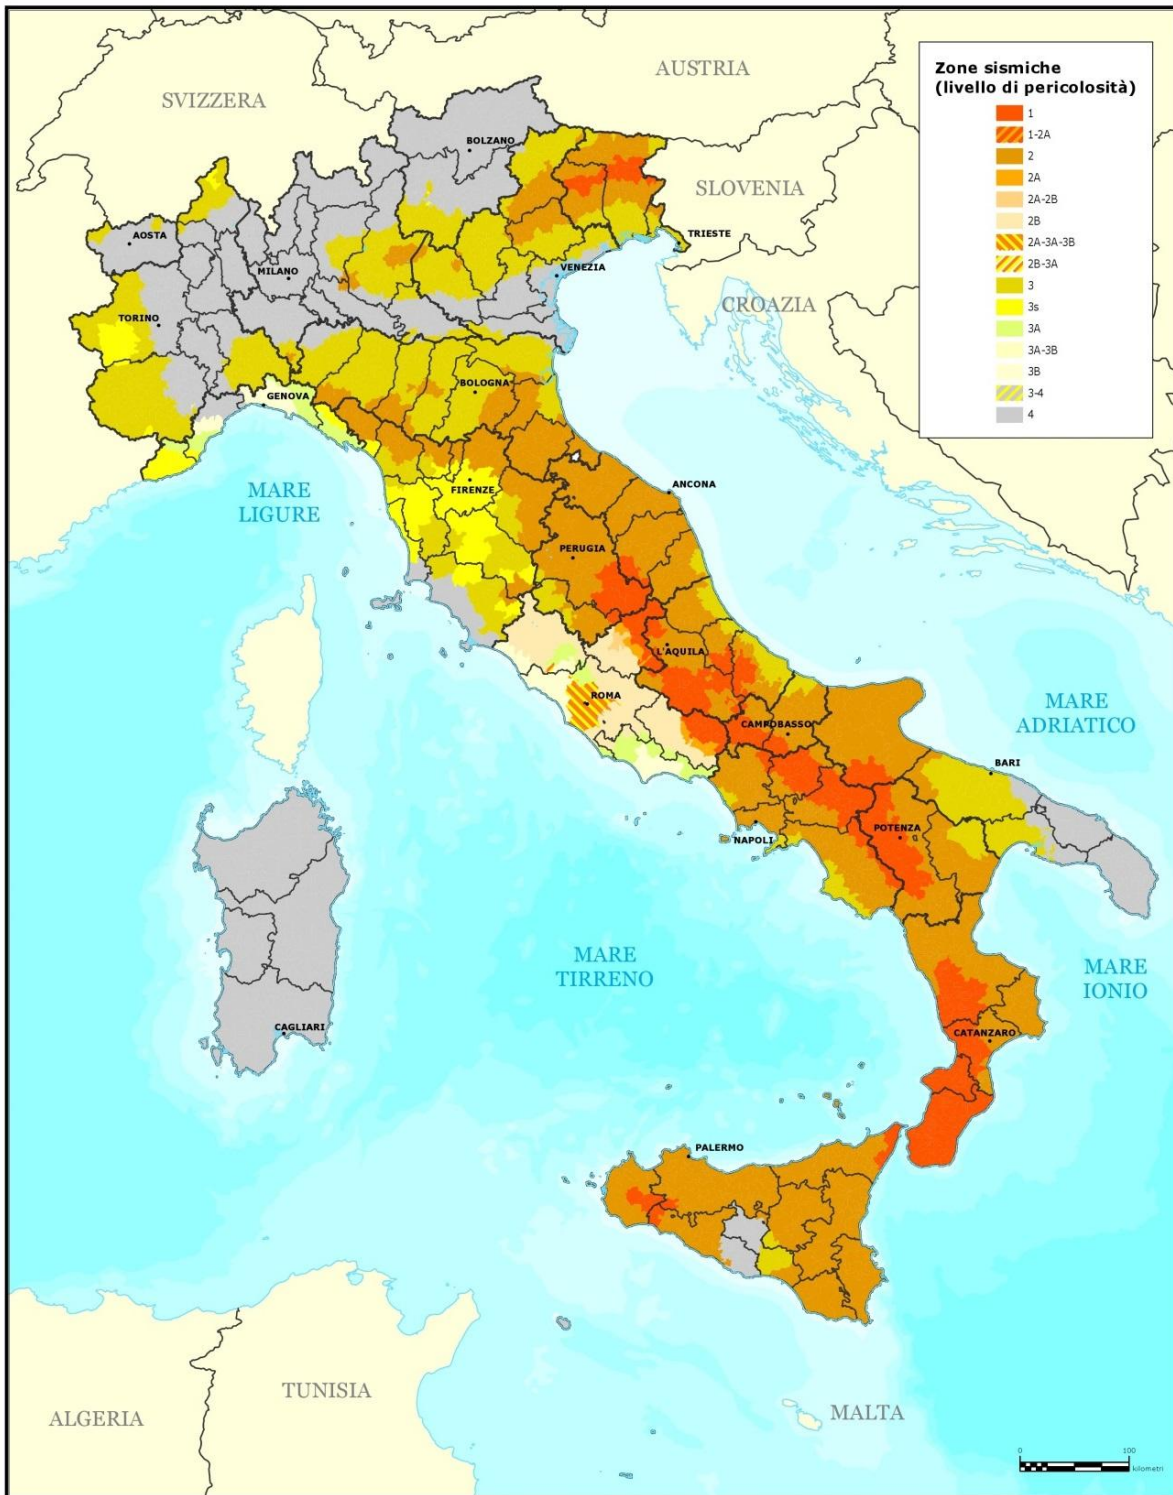 AUSTRIA
SVIZZERA
BOLZANO
SLOVENIA
AOSTA
TRIESTE
MILANO
VENEZIA
CROAZIA
TORINO
BOLOGNA
GENOVA
MARE
LIGURE
FIRENZE
ANCONA
PERUGIA
L'AQUILA
ROMA
MARE
ADRIATICO
CAMPOBASSO
BARI
NAPOLI
POTENZA
MARE
TIRRENO
MARE
IONIO
CAGLIARI
CATANZARO
PALERMO
TUNISIA
ALGERIA
MALTA
Zone sismiche
(livello di pericolosità)
1
1-2A
2
2A
2A-2B
2B
2A-3A-3B
2B-3A
3
3s
3A
3A-3B
3B
3-4
4
0 100
kilometri